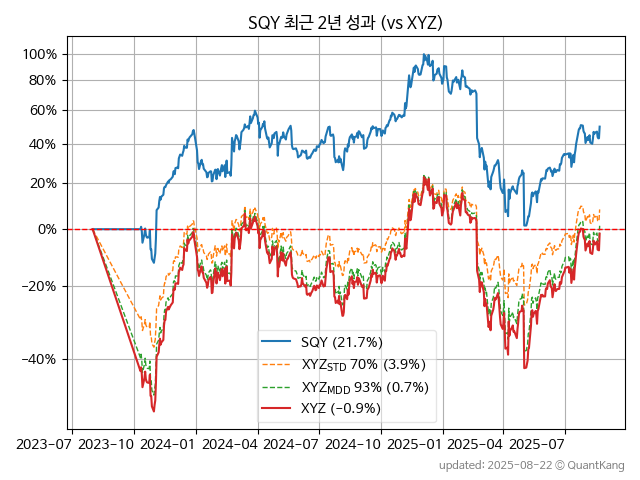 SQY 최근 2년 성과 (vs XYZ)
100%
80%
60%
40%
20%
0%
−20%
−40%
SQY (21.7%)
XYZSTD 70% (3.9%)
XYZMDD 93% (0.7%)
XYZ (−0.9%)
2023-07 2023-10 2024-01 2024-04 2024-07 2024-10 2025-01 2025-04 2025-07
updated: 2025-08-22 © QuantKang